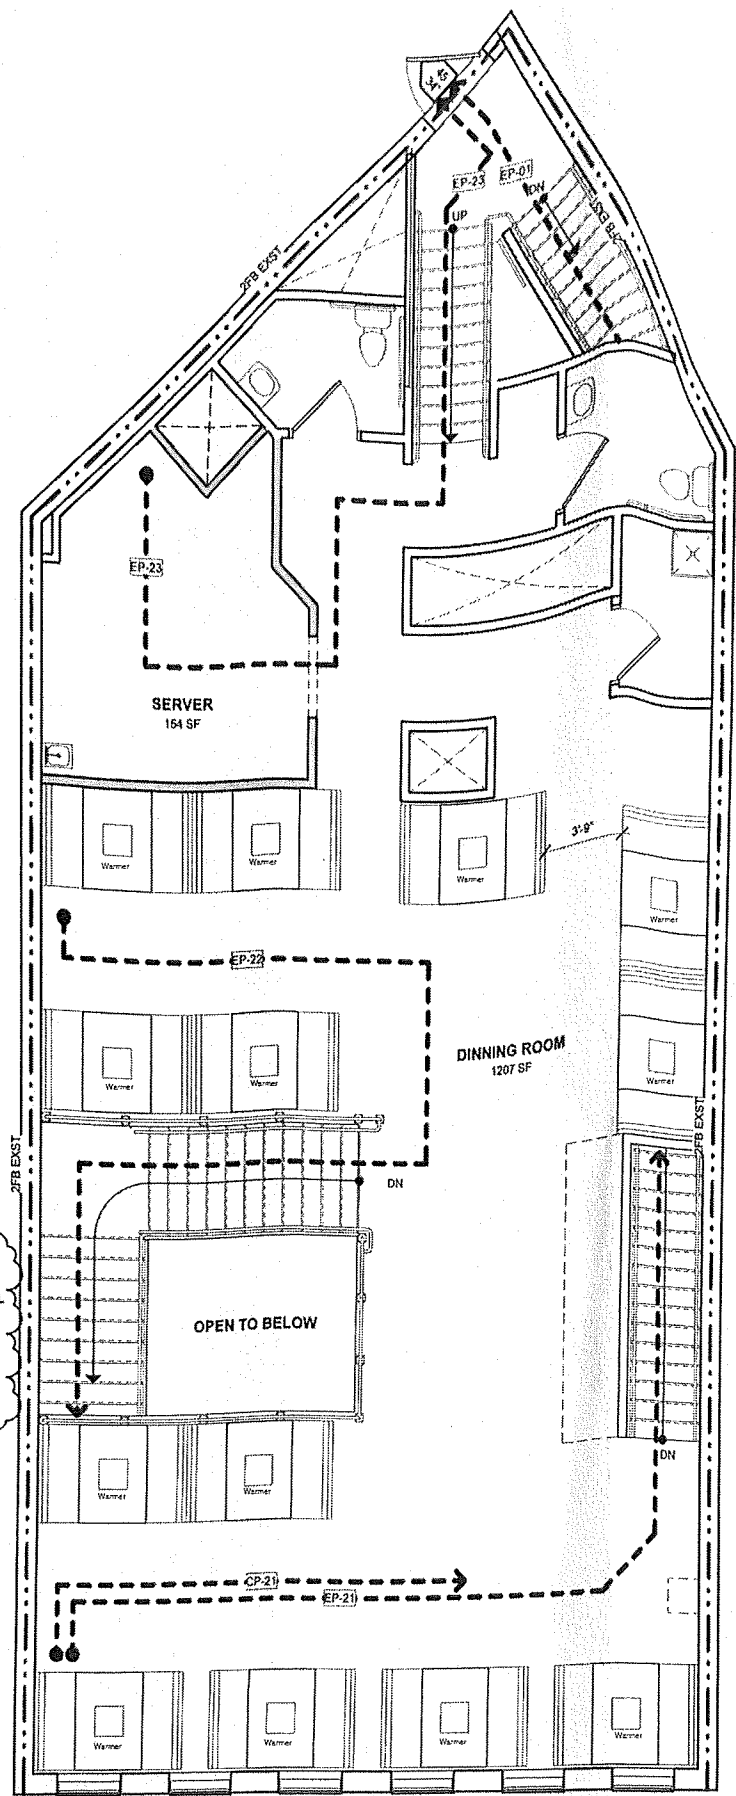 EP-23
EP-01
DN
UP
2FB EXST
2FB EXST
EP-23
SERVER
164 SF
Warmer
Warmer
Warmer
3'-9"
Warmer
EP-22
DINNING ROOM
1207 SF
Warmer
Warmer
Warmer
2FB EXST
2FB EXST
DN
OPEN TO BELOW
Warmer
Warmer
DN
CP-21
EP-21
Warmer
Warmer
Warmer
Warmer